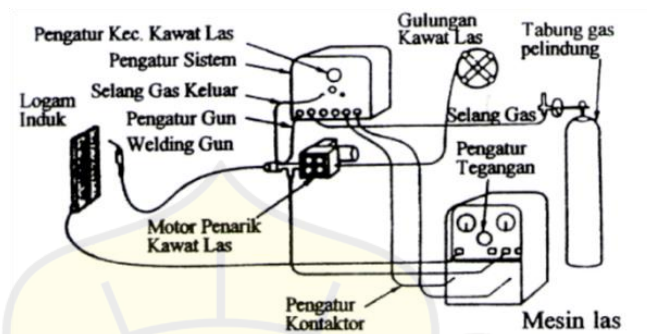 Pengatur Kec. Kawat Las
Pengatur Sistem
Selang Gas Keluar
Logam
Induk
Pengatur Gun
Welding Gun
Motor Penarik
Kawat Las
Gulungan
Kawat Las
Tabung gas
pelindung
Selang Gas
Pengatur
Tegangan
Pengatur
Kontaktor
Mesin las